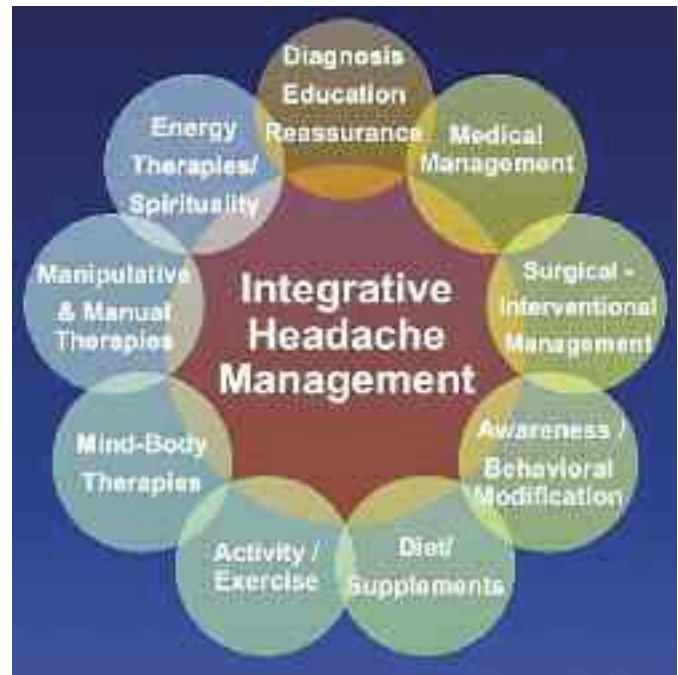 Diagnosis
Education
Reassurance
Medical
Management
Surgical -
Interventional
Management
Awareness /
Behavioral
Modification
Diet/
Supplements
Activity /
Exercise
Mind-Body
Therapies
Manipulative
& Manual
Therapies
Energy
Therapies/
Spirituality
Integrative
Headache
Management